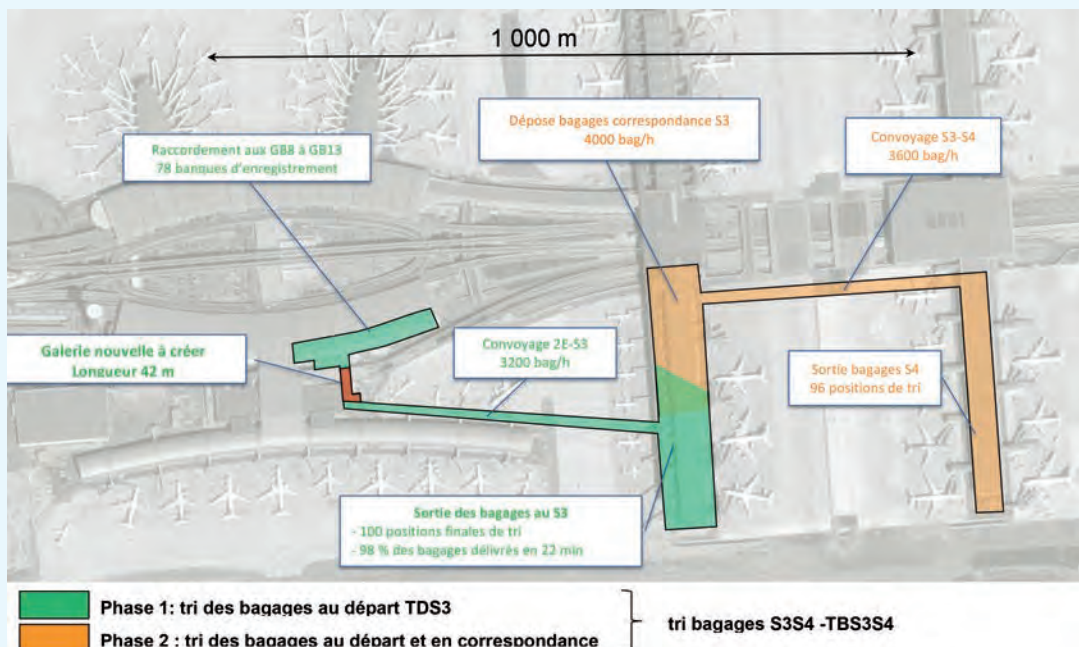 1 000 m
Dépose bagages correspondance S3
4000 bag/h
Convoyage S3-S4
3600 bag/h
Raccordement aux GB8 à GB13
78 banques d'enregistrement
Galerie nouvelle à créer
Longueur 42 m
Convoyage 2E-S3
3200 bag/h
Sortie bagages S4
96 positions de tri
Sortie des bagages au S3
- 100 positions finales de tri
- 98 % des bagages délivrés en 22 min
Phase 1: tri des bagages au départ TDS3
Phase 2 : tri des bagages au départ et en correspondance
tri bagages S3S4 -TBS3S4